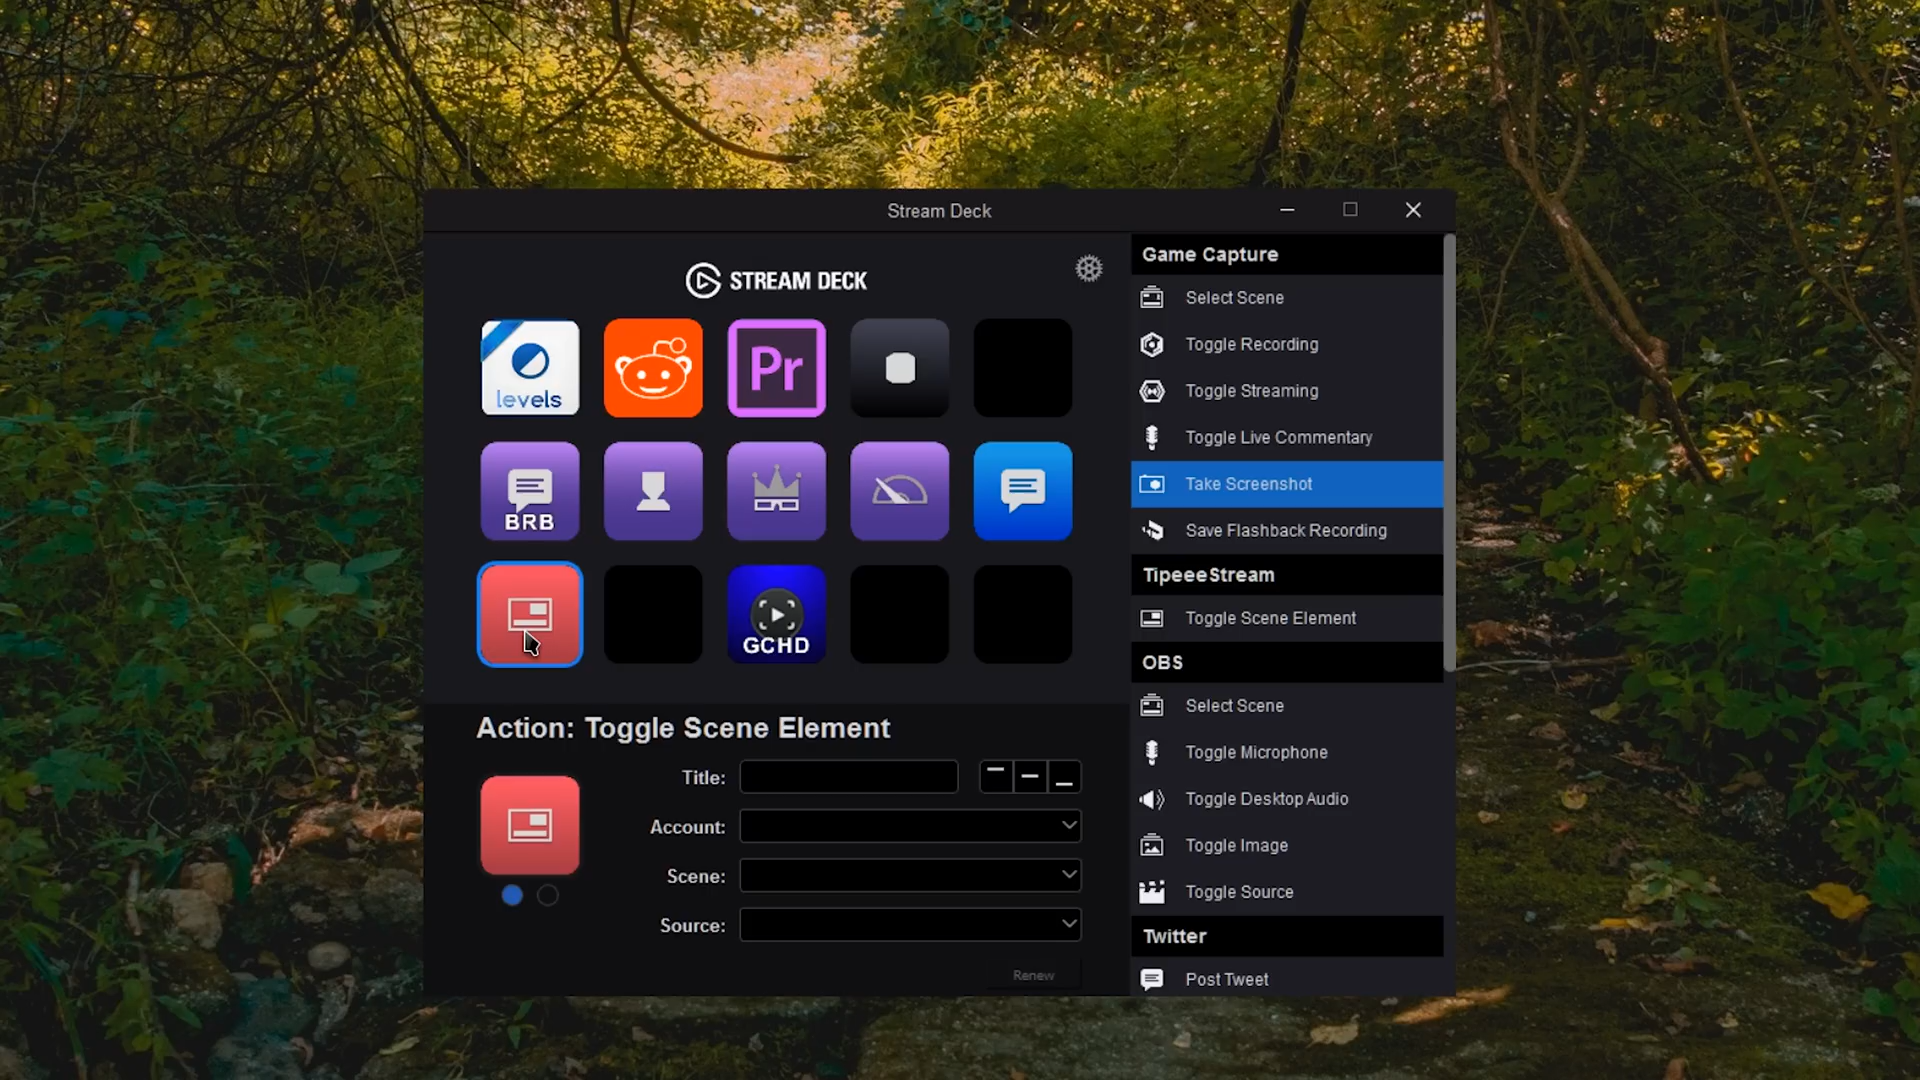 Stream Deck
STREAM DECK
levels
Pr
BRB
GCHD
Action: Toggle Scene Element
Title:
Account:
Scene:
Source:
Renew
Game Capture
Select Scene
Toggle Recording
Toggle Streaming
Toggle Live Commentary
Take Screenshot
Save Flashback Recording
TipeeeStream
Toggle Scene Element
OBS
Select Scene
Toggle Microphone
Toggle Desktop Audio
Toggle Image
Toggle Source
Twitter
Post Tweet